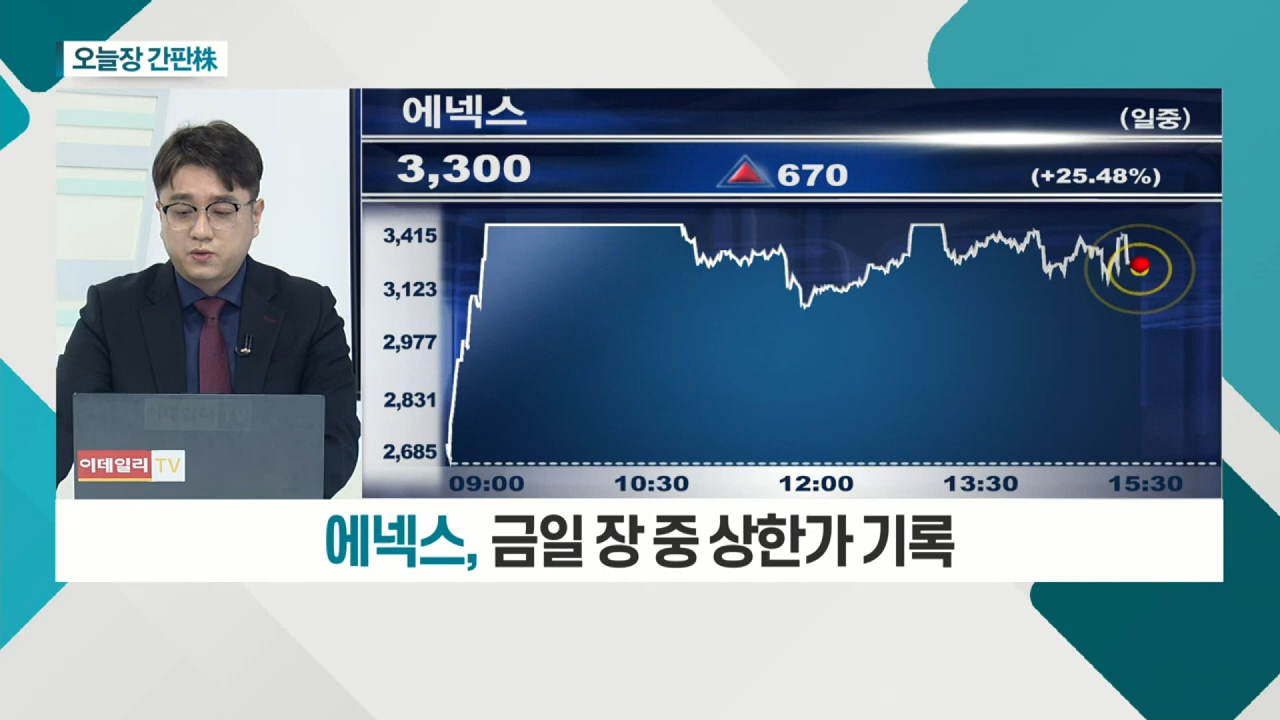 오늘장 간판株
에넥스
(일중)
3,300 ▲670 (+25.48%)
3,415
3,123
2,977
2,831
2,685
09:00 10:30 12:00 13:30 15:30
이데일리TV
에넥스, 금일 장 중 상한가 기록